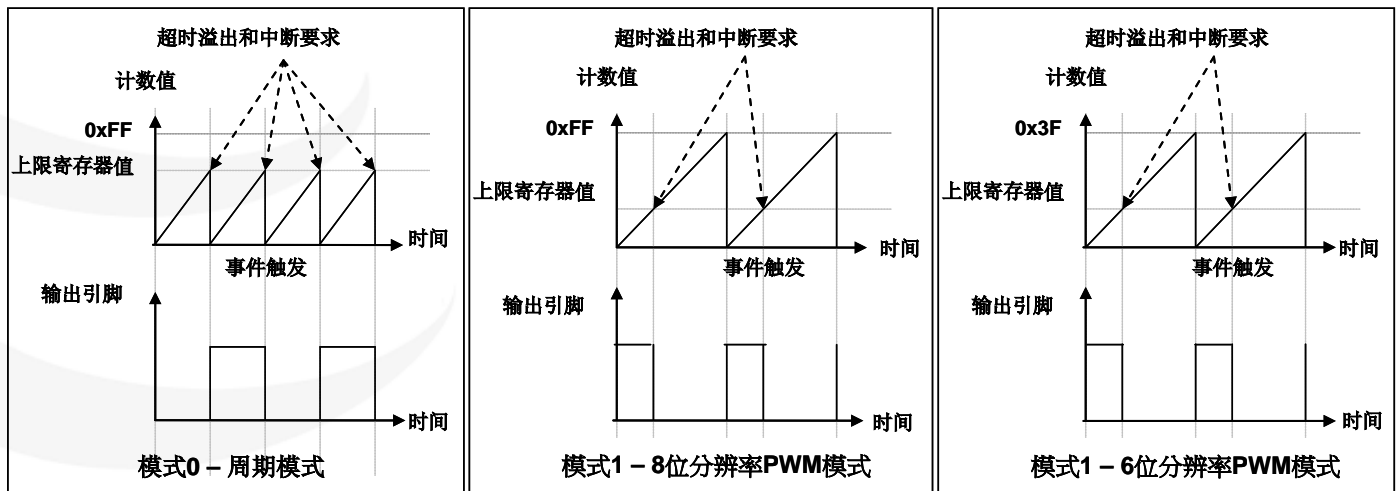 超时溢出和中断要求
计数值
0xFF
上限寄存器值
时间
事件触发
输出引脚
时间
模式0 – 周期模式
超时溢出和中断要求
计数值
0xFF
上限寄存器值
时间
事件触发
输出引脚
时间
模式1 – 8位分辨率PWM模式
超时溢出和中断要求
计数值
0x3F
上限寄存器值
时间
事件触发
输出引脚
时间
模式1 – 6位分辨率PWM模式